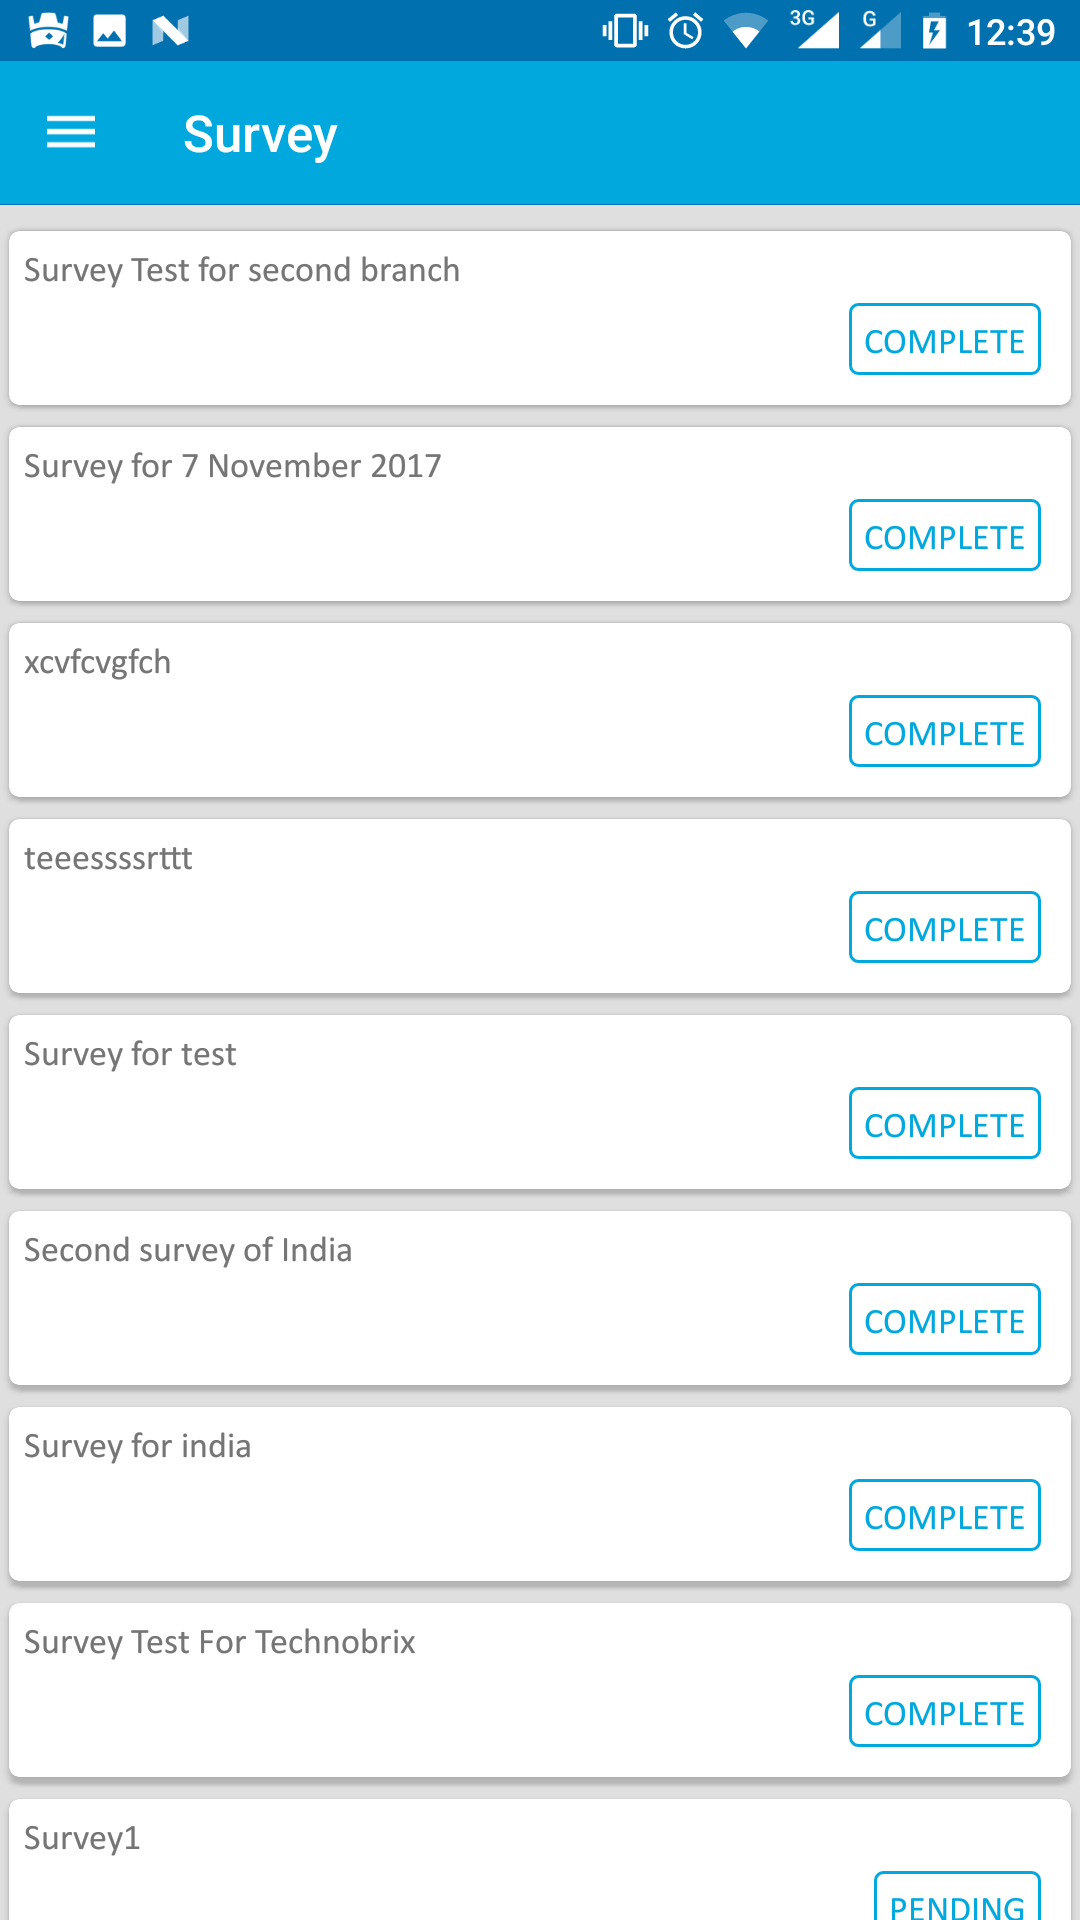 3G G 12:39
Survey
Survey Test for second branch
COMPLETE
Survey for 7 November 2017
COMPLETE
xcvfcvgfch
COMPLETE
teeessssrttt
COMPLETE
Survey for test
COMPLETE
Second survey of India
COMPLETE
Survey for india
COMPLETE
Survey Test For Technobrix
COMPLETE
Survey1
PENDING